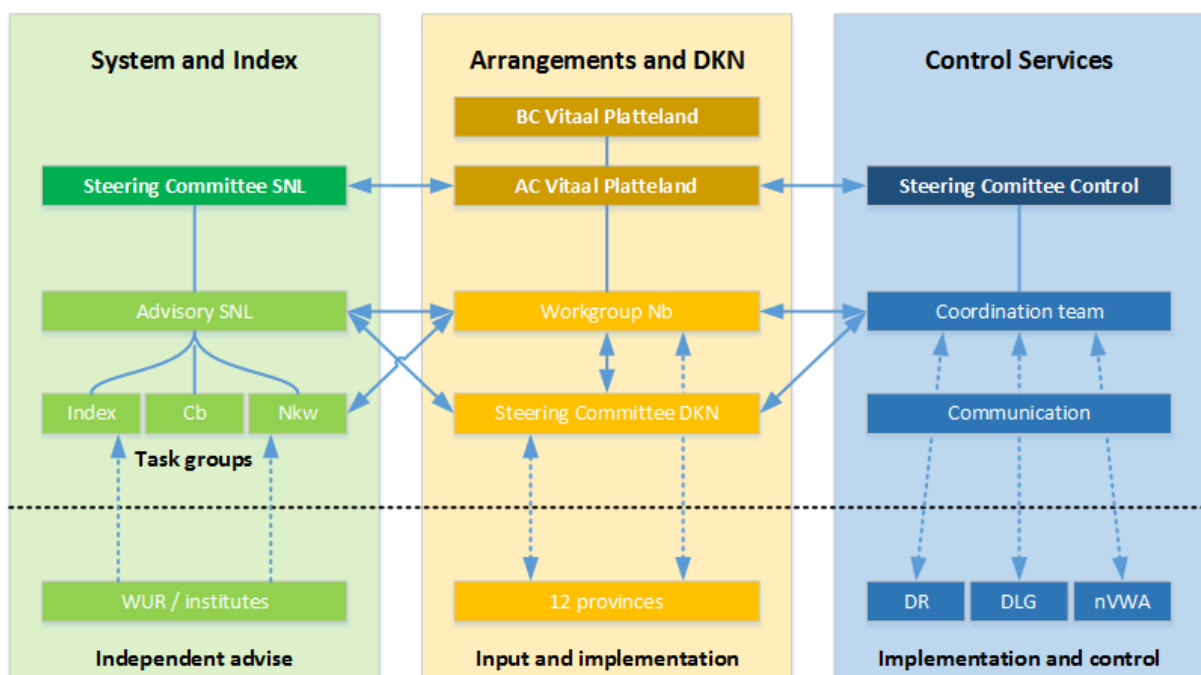 System and Index
Arrangements and DKN
Control Services
BC Vitaal Platteland
Steering Committee SNL
AC Vitaal Platteland
Steering Comittee Control
Advisory SNL
Workgroup Nb
Coordination team
Index
Cb
Nkw
Steering Committee DKN
Communication
Task groups
WUR / institutes
12 provinces
DR
DLG
nVWA
Independent advise
Input and implementation
Implementation and control